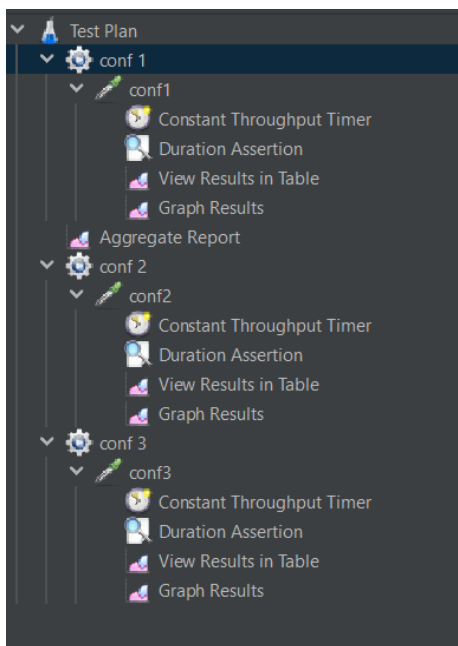 Test Plan
conf 1
conf1
Constant Throughput Timer
Duration Assertion
View Results in Table
Graph Results
Aggregate Report
conf 2
conf2
Constant Throughput Timer
Duration Assertion
View Results in Table
Graph Results
conf 3
conf3
Constant Throughput Timer
Duration Assertion
View Results in Table
Graph Results